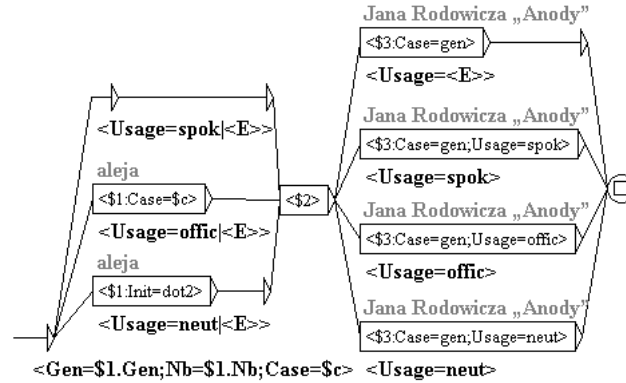 Jana Rodowicza „Anody”
<$3:Case=gen>
<Usage=<E>>
<Usage=spok|<E>>
Jana Rodowicza „Anody”
<$3:Case=gen;Usage=spok>
<Usage=spok>
aleja
<$1:Case=$c>
<$2>
<Usage=offic|<E>>
Jana Rodowicza „Anody”
<$3:Case=gen;Usage=offic>
<Usage=offic>
aleja
<$1:Init=dot2>
<Usage=neut|<E>>
Jana Rodowicza „Anody”
<$3:Case=gen;Usage=neut>
<Gen=$1.Gen;Nb=$1.Nb;Case=$c>
<Usage=neut>